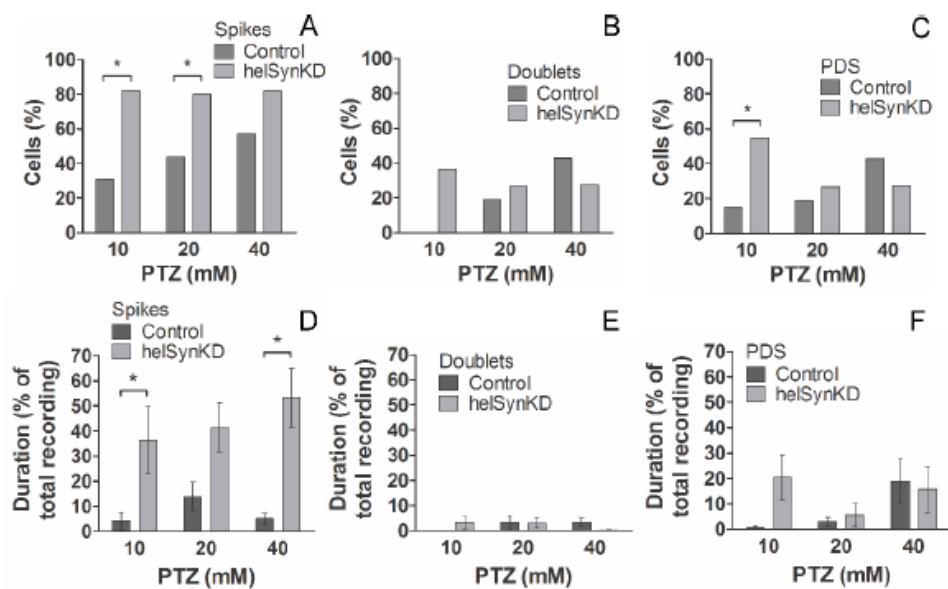 A
Spikes
Control
helSynKD
100
80
60
40
20
0
Cells (%)
*
*
10
20
40
PTZ (mM)
B
Doublets
Control
helSynKD
100
80
60
40
20
0
Cells (%)
10
20
40
PTZ (mM)
C
PDS
Control
helSynKD
100
80
60
40
20
0
Cells (%)
*
10
20
40
PTZ (mM)
D
Spikes
Control
helSynKD
70
60
50
40
30
20
10
0
Duration (% of
total recording)
*
*
10
20
40
PTZ (mM)
E
Doublets
Control
helSynKD
70
60
50
40
30
20
10
0
Duration (% of
total recording)
10
20
40
PTZ (mM)
F
PDS
Control
helSynKD
70
60
50
40
30
20
10
0
Duration (% of
total recording)
10
20
40
PTZ (mM)